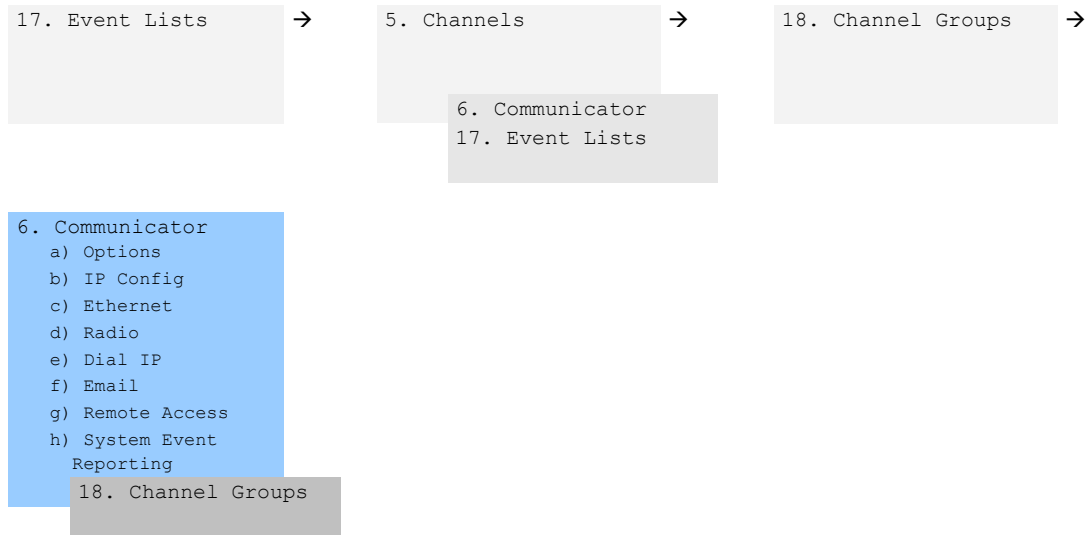 17. Event Lists →
5. Channels →
18. Channel Groups →
6. Communicator
17. Event Lists
6. Communicator
a) Options
b) IP Config
c) Ethernet
d) Radio
e) Dial IP
f) Email
g) Remote Access
h) System Event
Reporting
18. Channel Groups